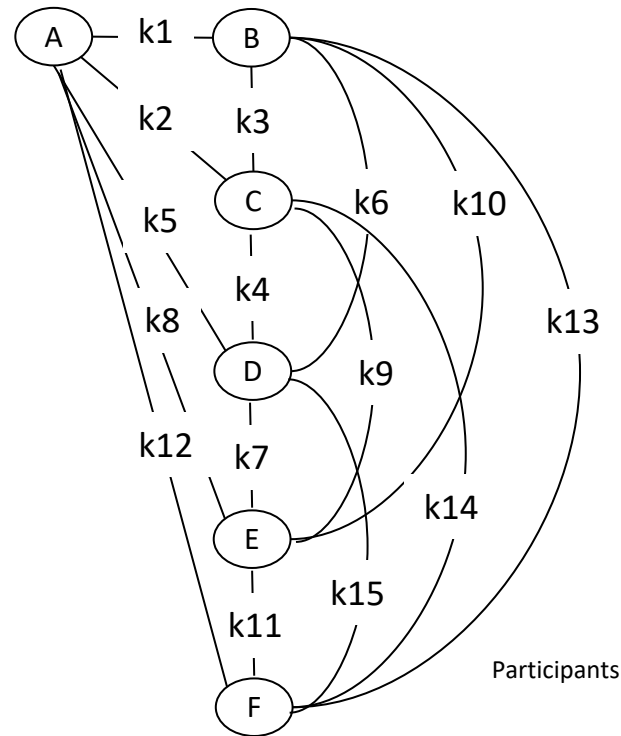 A k1 B
k2 k3
C
k5 k6 k10
k4
k8 k13
D k9
k12 k7
k14
E
k15
k11
Participants
F